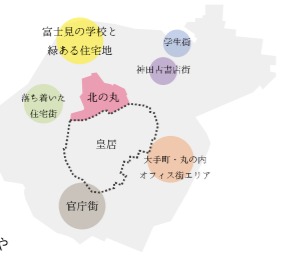 富士見の学校と
緑ある住宅地
学生街
神田古書店街
落ち着いた
住宅街
北の丸
皇居
大手町・丸の内
オフィス街エリア
官庁街
や